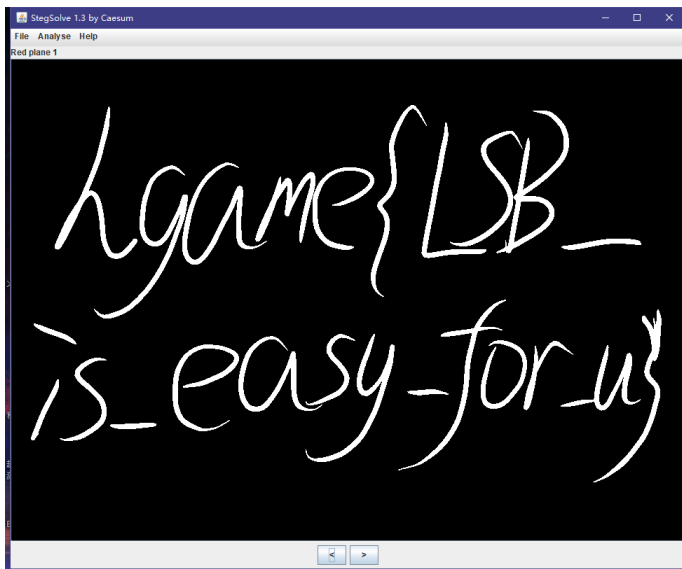 StegSolve 1.3 by Caesum
File Analyse Help
Red plane 1
hgame{LSB_
is_easy_for_u}
< >